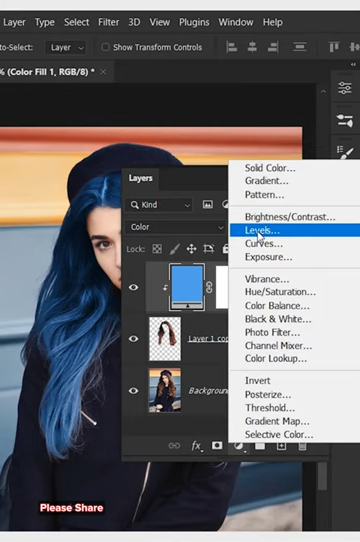 Layer Type Select Filter 3D View Plugins Window Help
to-Select: Layer Show Transform Controls
% (Color Fill 1, RGB/8) * ×
Layers
Kind
Color
Lock:
Layer 1 cop
Backgroun
fx
Solid Color...
Gradient...
Pattern...
Brightness/Contrast...
Levels...
Curves...
Exposure...
Vibrance...
Hue/Saturation...
Color Balance...
Black & White...
Photo Filter...
Channel Mixer...
Color Lookup...
Invert
Posterize...
Threshold...
Gradient Map...
Selective Color...
Please Share